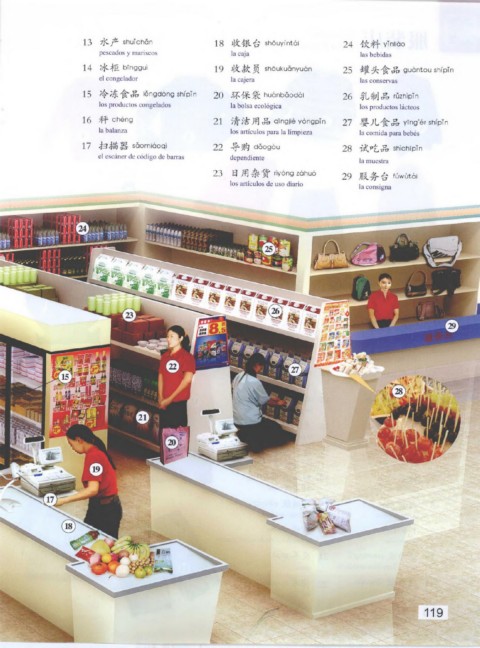 13 水产 shuǐchǎn
pescados y mariscos
14 冰柜 bīngguì
el congelador
15 冷冻食品 lěngdòng shípǐn
los productos congelados
16 秤 chèng
la balanza
17 扫描器 sǎomiáoqì
el escáner de código de barras
18 收银台 shōuyíntái
la caja
19 收款员 shōukuǎnyuán
la cajera
20 环保袋 huánbǎodài
la bolsa ecológica
21 清洁用品 qīngjié yòngpǐn
los artículos para la limpieza
22 导购 dǎogòu
dependiente
23 日用杂货 rìyòng záhuò
los artículos de uso diario
24 饮料 yǐnliào
las bebidas
25 罐头食品 guàntou shípǐn
las conservas
26 乳制品 rǔzhìpǐn
los productos lácteos
27 婴儿食品 yīng'ér shípǐn
la comida para bebés
28 试吃品 shìchīpǐn
la muestra
29 服务台 fúwùtái
la consigna
24
25
26
23
29
22
27
15
28
21
20
19
17
18
119